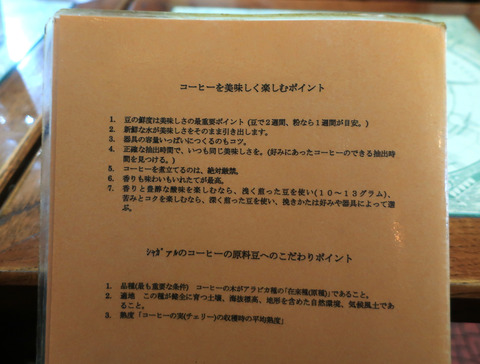 コーヒーを美味しく楽しむポイント
1. 豆の鮮度は美味しさの最重要ポイント(豆で2週間、粉なら1週間が目安。)
2. 新鮮な水が美味しさをそのまま引き出します。
3. 器具の容量いっぱいにつくるのもコツ。
4. 正確な抽出時間で、いつも同じ美味しさを。(好みにあったコーヒーのできる抽出時
間を見つける。)
5. コーヒーを煮立てるのは、絶対厳禁。
6. 香りも味わいもいれたてが最高。
7. 香りと豊醇な酸味を楽しむなら、浅く煎った豆を使い(10~13グラム)、
苦みとコクを楽しむなら、深く煎った豆を使い、挽きかたは好みや器具によって選
ぶ。
ｼｬｶﾞｧﾙのコーヒーの原料豆へのこだわりポイント
1. 品種(最も重要な条件) コーヒーの木がアラビカ種の「在来種(原種)」であること。
2. 適地 この種が健全に育つ土壌、海抜標高、地形を含めた自然環境、気候風土であ
ること。
3. 熟度「コーヒーの実(チェリー)の収穫時の平均熟度」